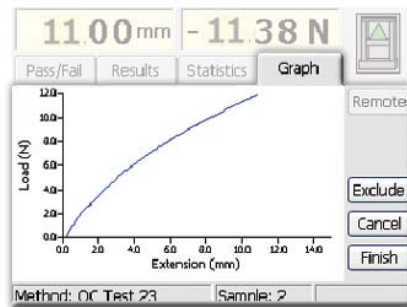 11.00 mm -11.38 N
Pass/Fail Results Statistics Graph
Remote
Load (N)
12.0
10.0
8.0
6.0
4.0
2.0
0.0
0.0 2.0 4.0 6.0 8.0 10.0 12.0 14.0
Extension (mm)
Exclude
Cancel
Finish
Method: QC Test 23 Sample: 2